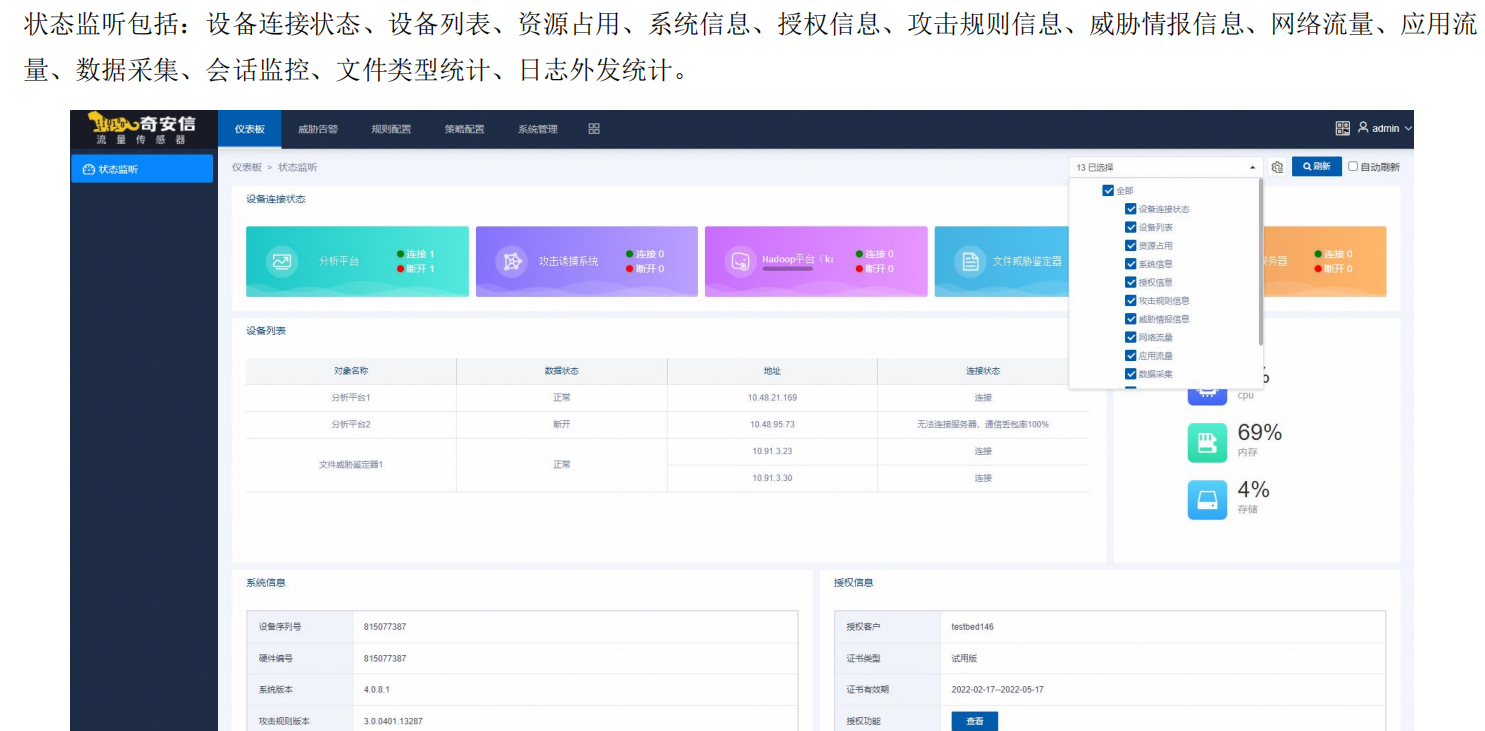 状态监听包括：设备连接状态、设备列表、资源占用、系统信息、授权信息、攻击规则信息、威胁情报信息、网络流量、应用流
量、数据采集、会话监控、文件类型统计、日志外发统计。
奇安信
流量传感器
仪表板 威胁告警 规则配置 策略配置 系统管理
admin
状态监听
仪表板 > 状态监听
13 已选择
刷新
自动刷新
全部
设备连接状态
设备列表
资源占用
系统信息
授权信息
攻击规则信息
威胁情报信息
网络流量
应用流量
数据采集
设备连接状态
分析平台
连接 1
断开 1
攻击诱捕系统
连接 0
断开 0
Hadoop平台（
连接 0
断开 0
文件威胁鉴定器
务器
连接 0
断开 0
设备列表
对象名称 数据状态 地址 连接状态
分析平台1 正常 10.48.21.169 连接
分析平台2 断开 10.48.95.73 无法连接服务器，通信丢包率100%
文件威胁鉴定器1 正常 10.91.3.23 连接
10.91.3.30 连接
cpu
69%
内存
4%
存储
系统信息
设备序列号 815077387
硬件编号 815077387
系统版本 4.0.8.1
攻击规则版本 3.0.0401.13287
授权信息
授权客户 testbed146
证书类型 试用版
证书有效期 2022-02-17--2022-05-17
授权功能 查看